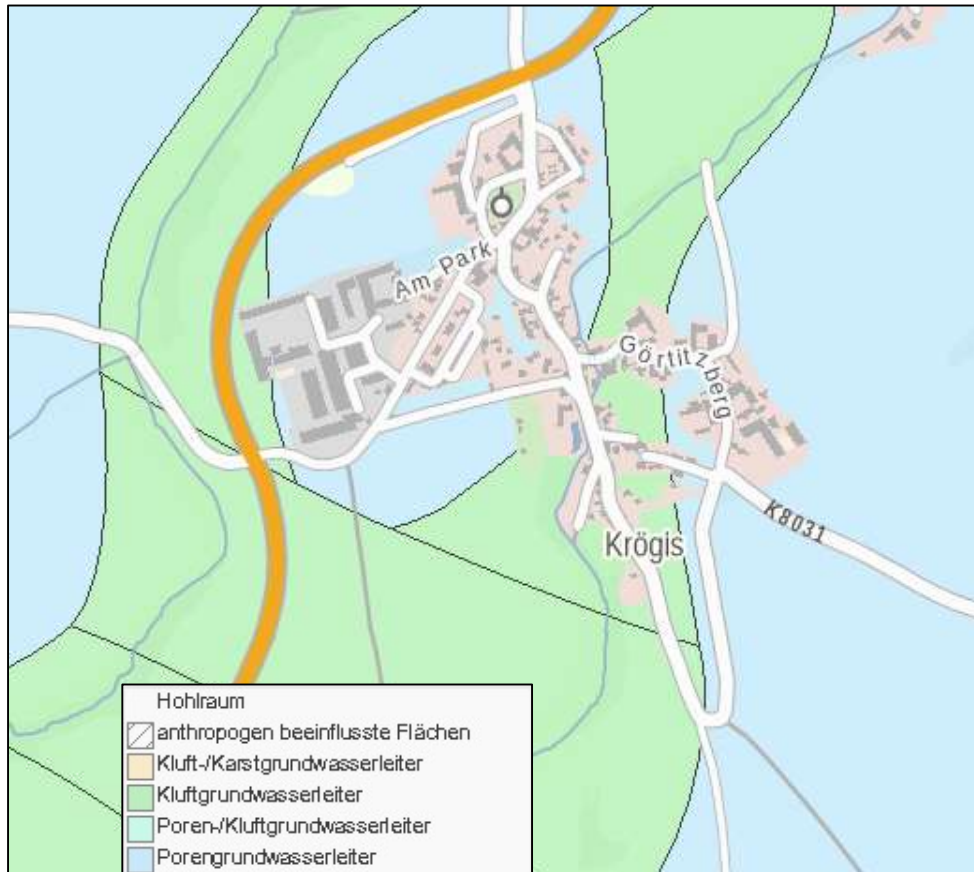 Am Park
Görtitzberg
K8031
Krögis
Hohlraum
anthropogen beeinflusste Flächen
Kluft-/Karstgrundwasserleiter
Kluftgrundwasserleiter
Poren-/Kluftgrundwasserleiter
Porengrundwasserleiter